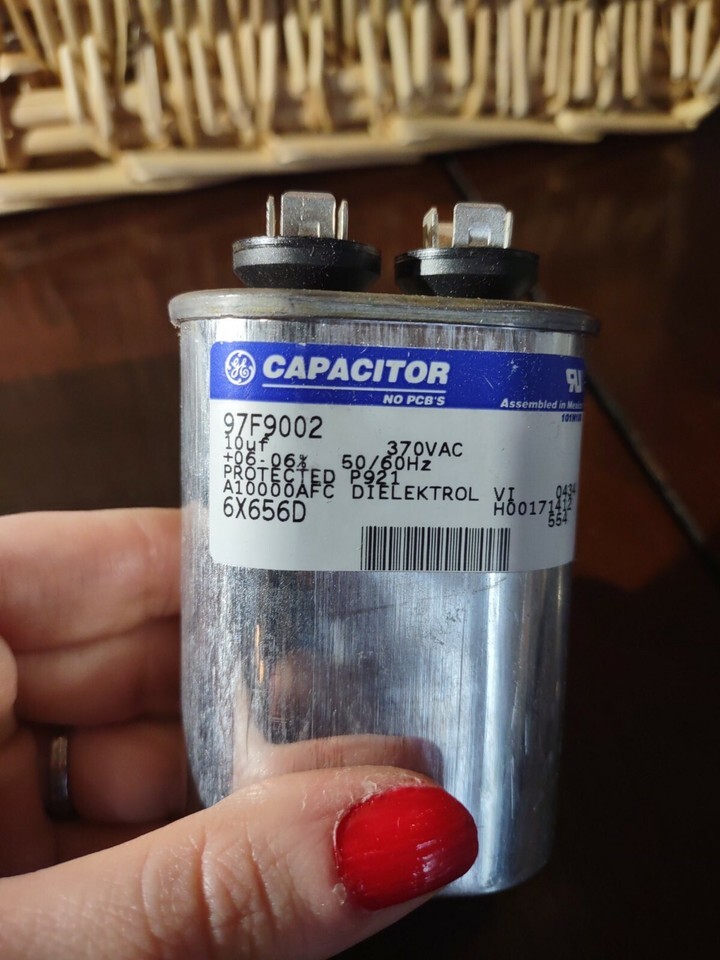 GE CAPACITOR
NO PCB'S
Assembled in Mexico
97F9002
10uf 370VAC
+06-06% 50/60Hz
PROTECTED P921
A10000AFC DIELEKTROL VI 0434
6X656D H00171412
554